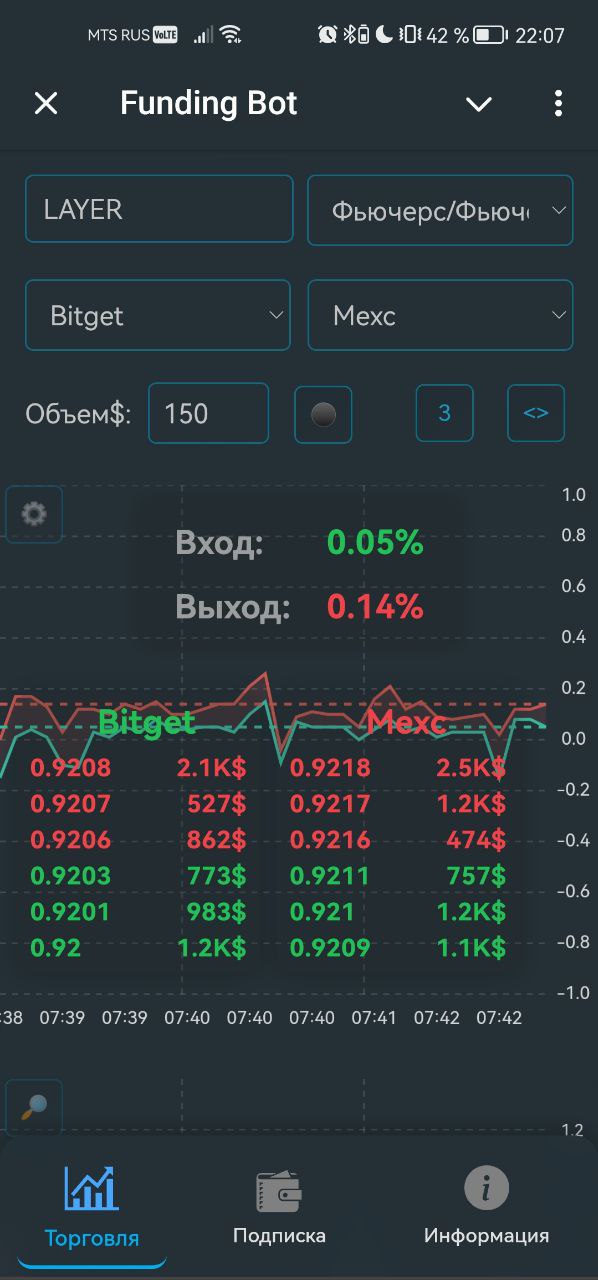 MTS RUS VoLTE 42 % 22:07
Funding Bot
LAYER Фьючерс/Фьюч
Bitget Mexc
Объем$: 150 3 <>
1.0
Вход: 0.05%
0.8
Выход: 0.14%
0.6
0.4
0.2
Bitget Mexc
0.0
0.9208 2.1K$ 0.9218 2.5K$
-0.2
0.9207 527$ 0.9217 1.2K$
0.9206 862$ 0.9216 474$
-0.4
0.9203 773$ 0.9211 757$
-0.6
0.9201 983$ 0.921 1.2K$
0.92 1.2K$ 0.9209 1.1K$
-0.8
-1.0
:38 07:39 07:39 07:40 07:40 07:40 07:41 07:42 07:42
1.2
Торговля Подписка Информация